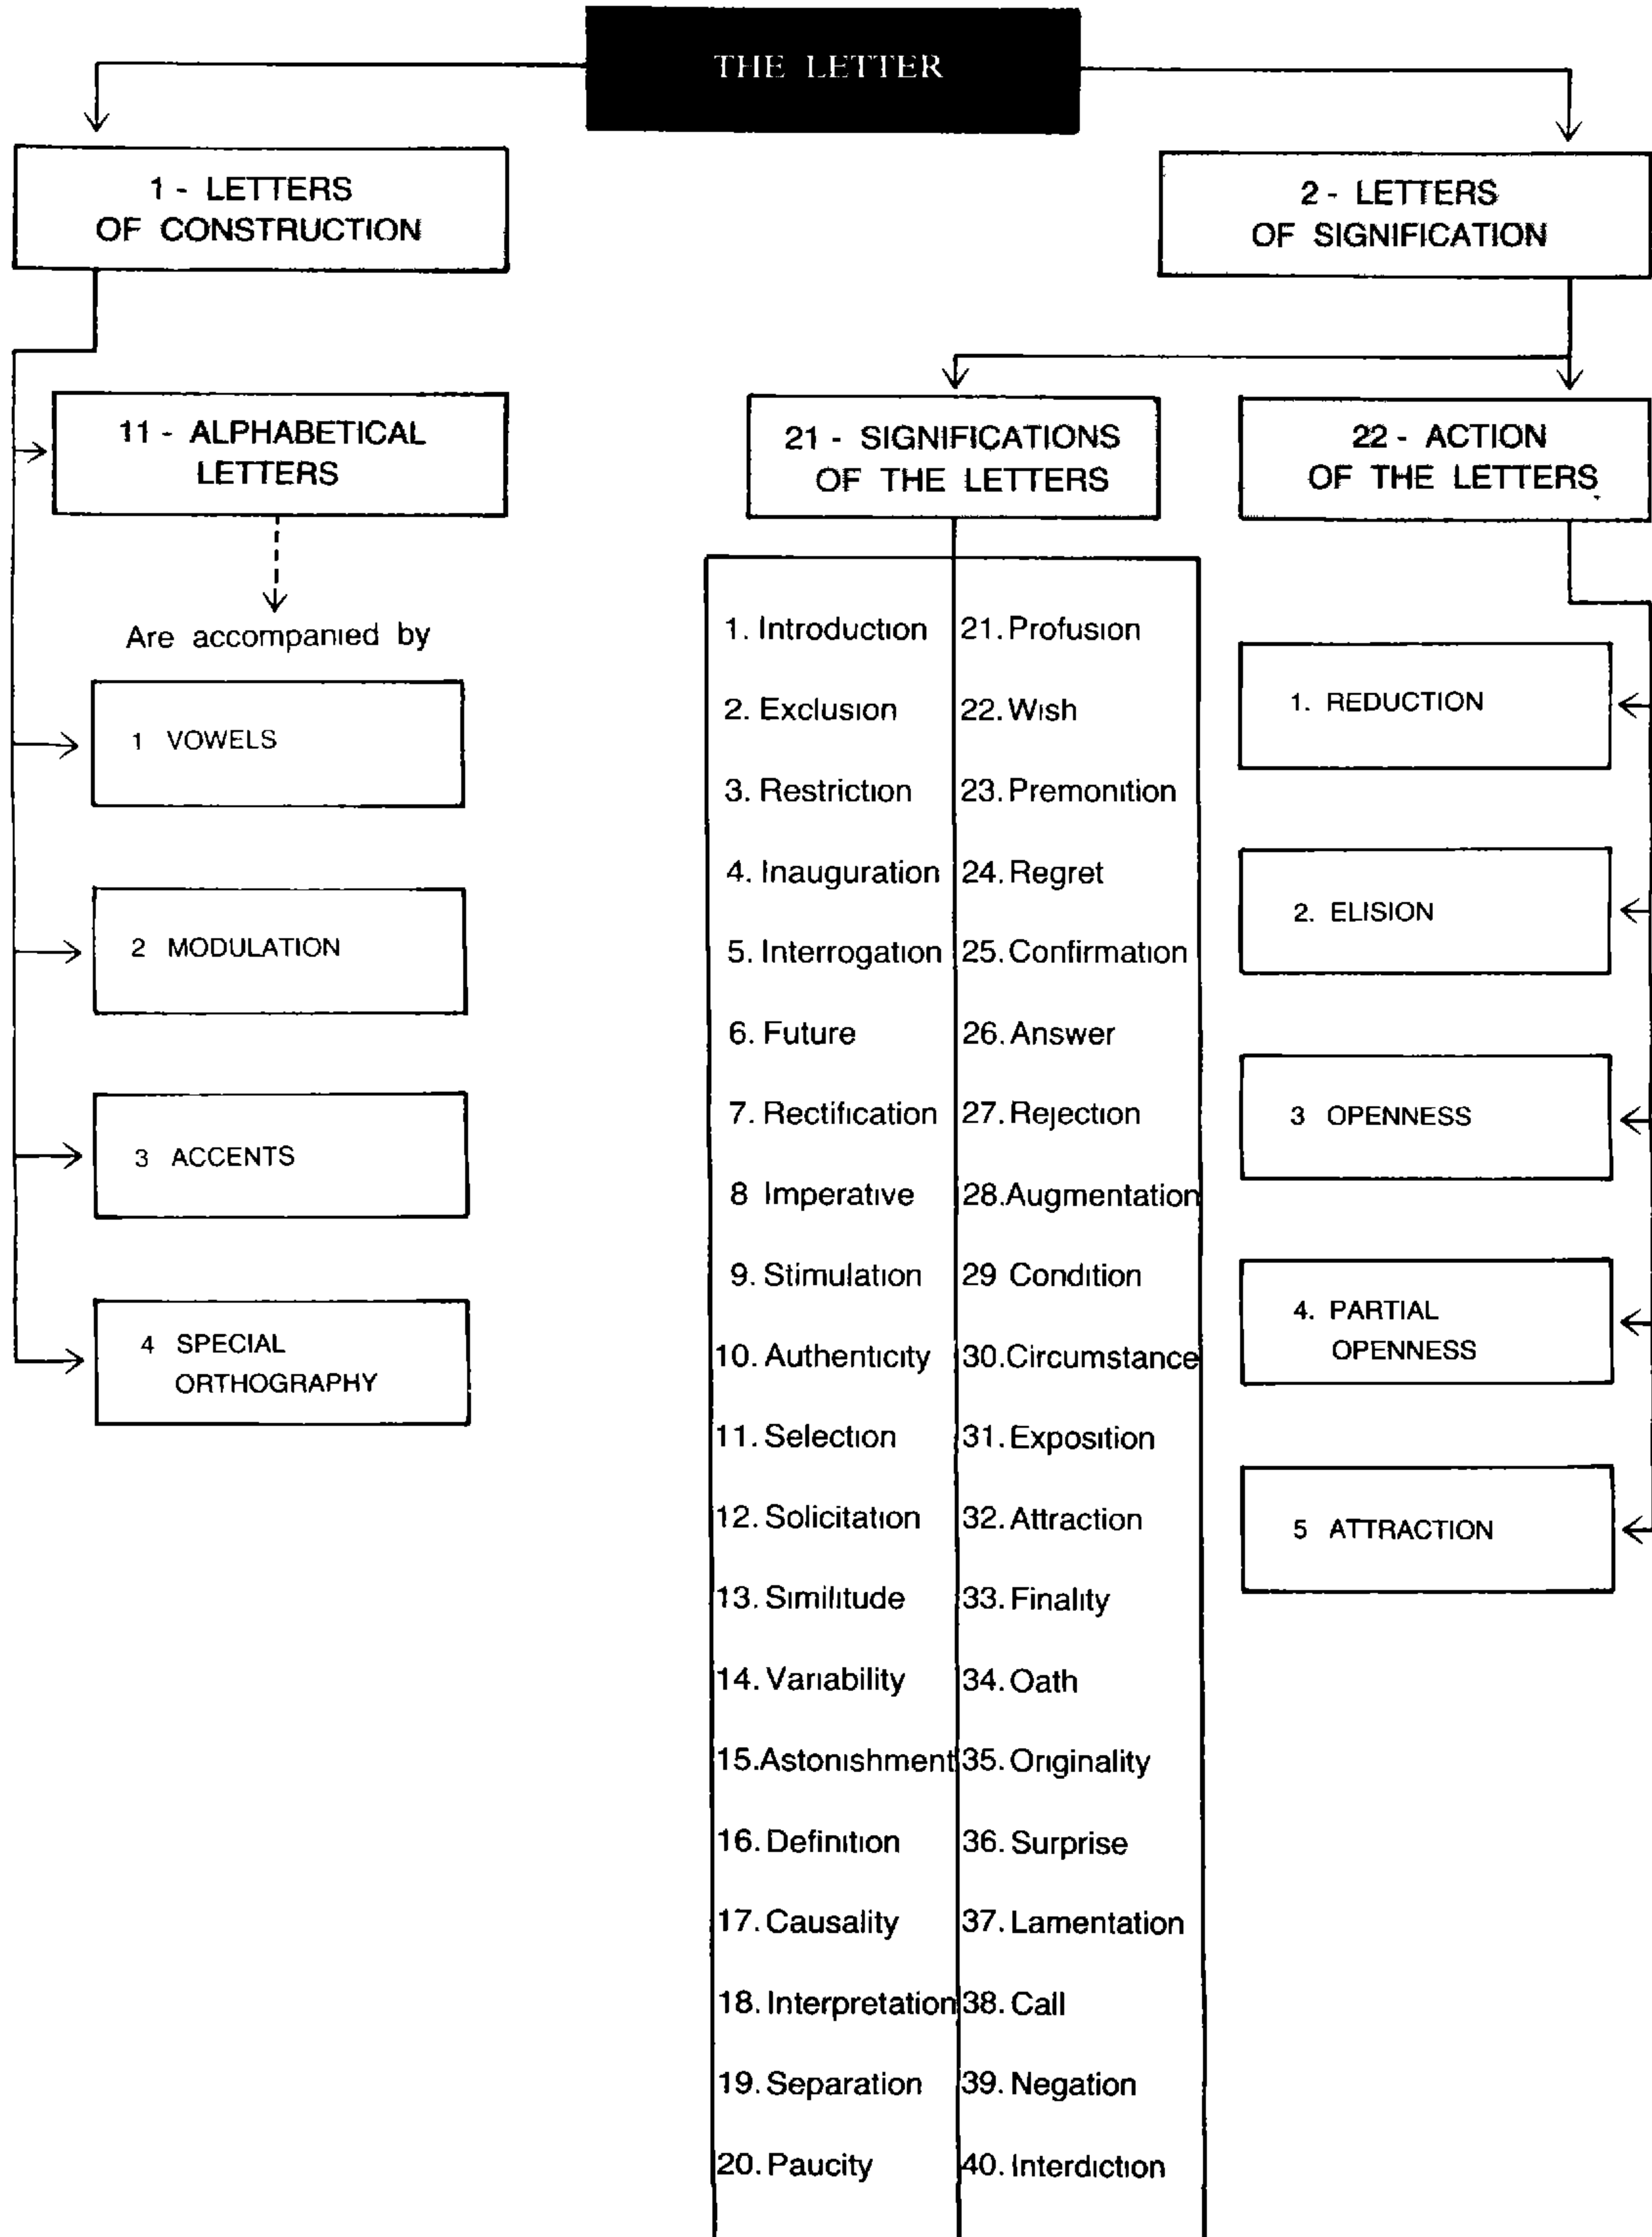 THE LETTER
1 - LETTERS
OF CONSTRUCTION
2 - LETTERS
OF SIGNIFICATION
11 - ALPHABETICAL
LETTERS
Are accompanied by
1 VOWELS
2 MODULATION
3 ACCENTS
4 SPECIAL
ORTHOGRAPHY
21 - SIGNIFICATIONS
OF THE LETTERS
1. Introduction
2. Exclusion
3. Restriction
4. Inauguration
5. Interrogation
6. Future
7. Rectification
8 Imperative
9. Stimulation
10. Authenticity
11. Selection
12. Solicitation
13. Similitude
14. Variability
15.Astonishment
16. Definition
17. Causality
18. Interpretation
19. Separation
20. Paucity
21. Profusion
22. Wish
23. Premonition
24. Regret
25. Confirmation
26. Answer
27. Rejection
28.Augmentation
29 Condition
30.Circumstance
31. Exposition
32. Attraction
33. Finality
34. Oath
35. Originality
36. Surprise
37. Lamentation
38. Call
39. Negation
40. Interdiction
22 - ACTION
OF THE LETTERS
1. REDUCTION
2. ELISION
3 OPENNESS
4. PARTIAL
OPENNESS
5 ATTRACTION